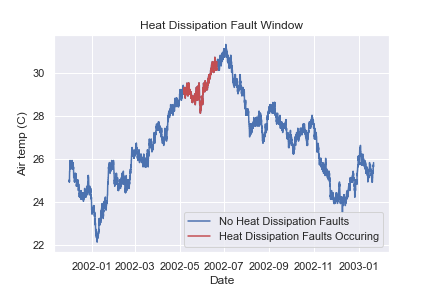 Heat Dissipation Fault Window
Air temp (C)
30
28
26
24
22
No Heat Dissipation Faults
Heat Dissipation Faults Occuring
2002-01 2002-03 2002-05 2002-07 2002-09 2002-11 2003-01
Date